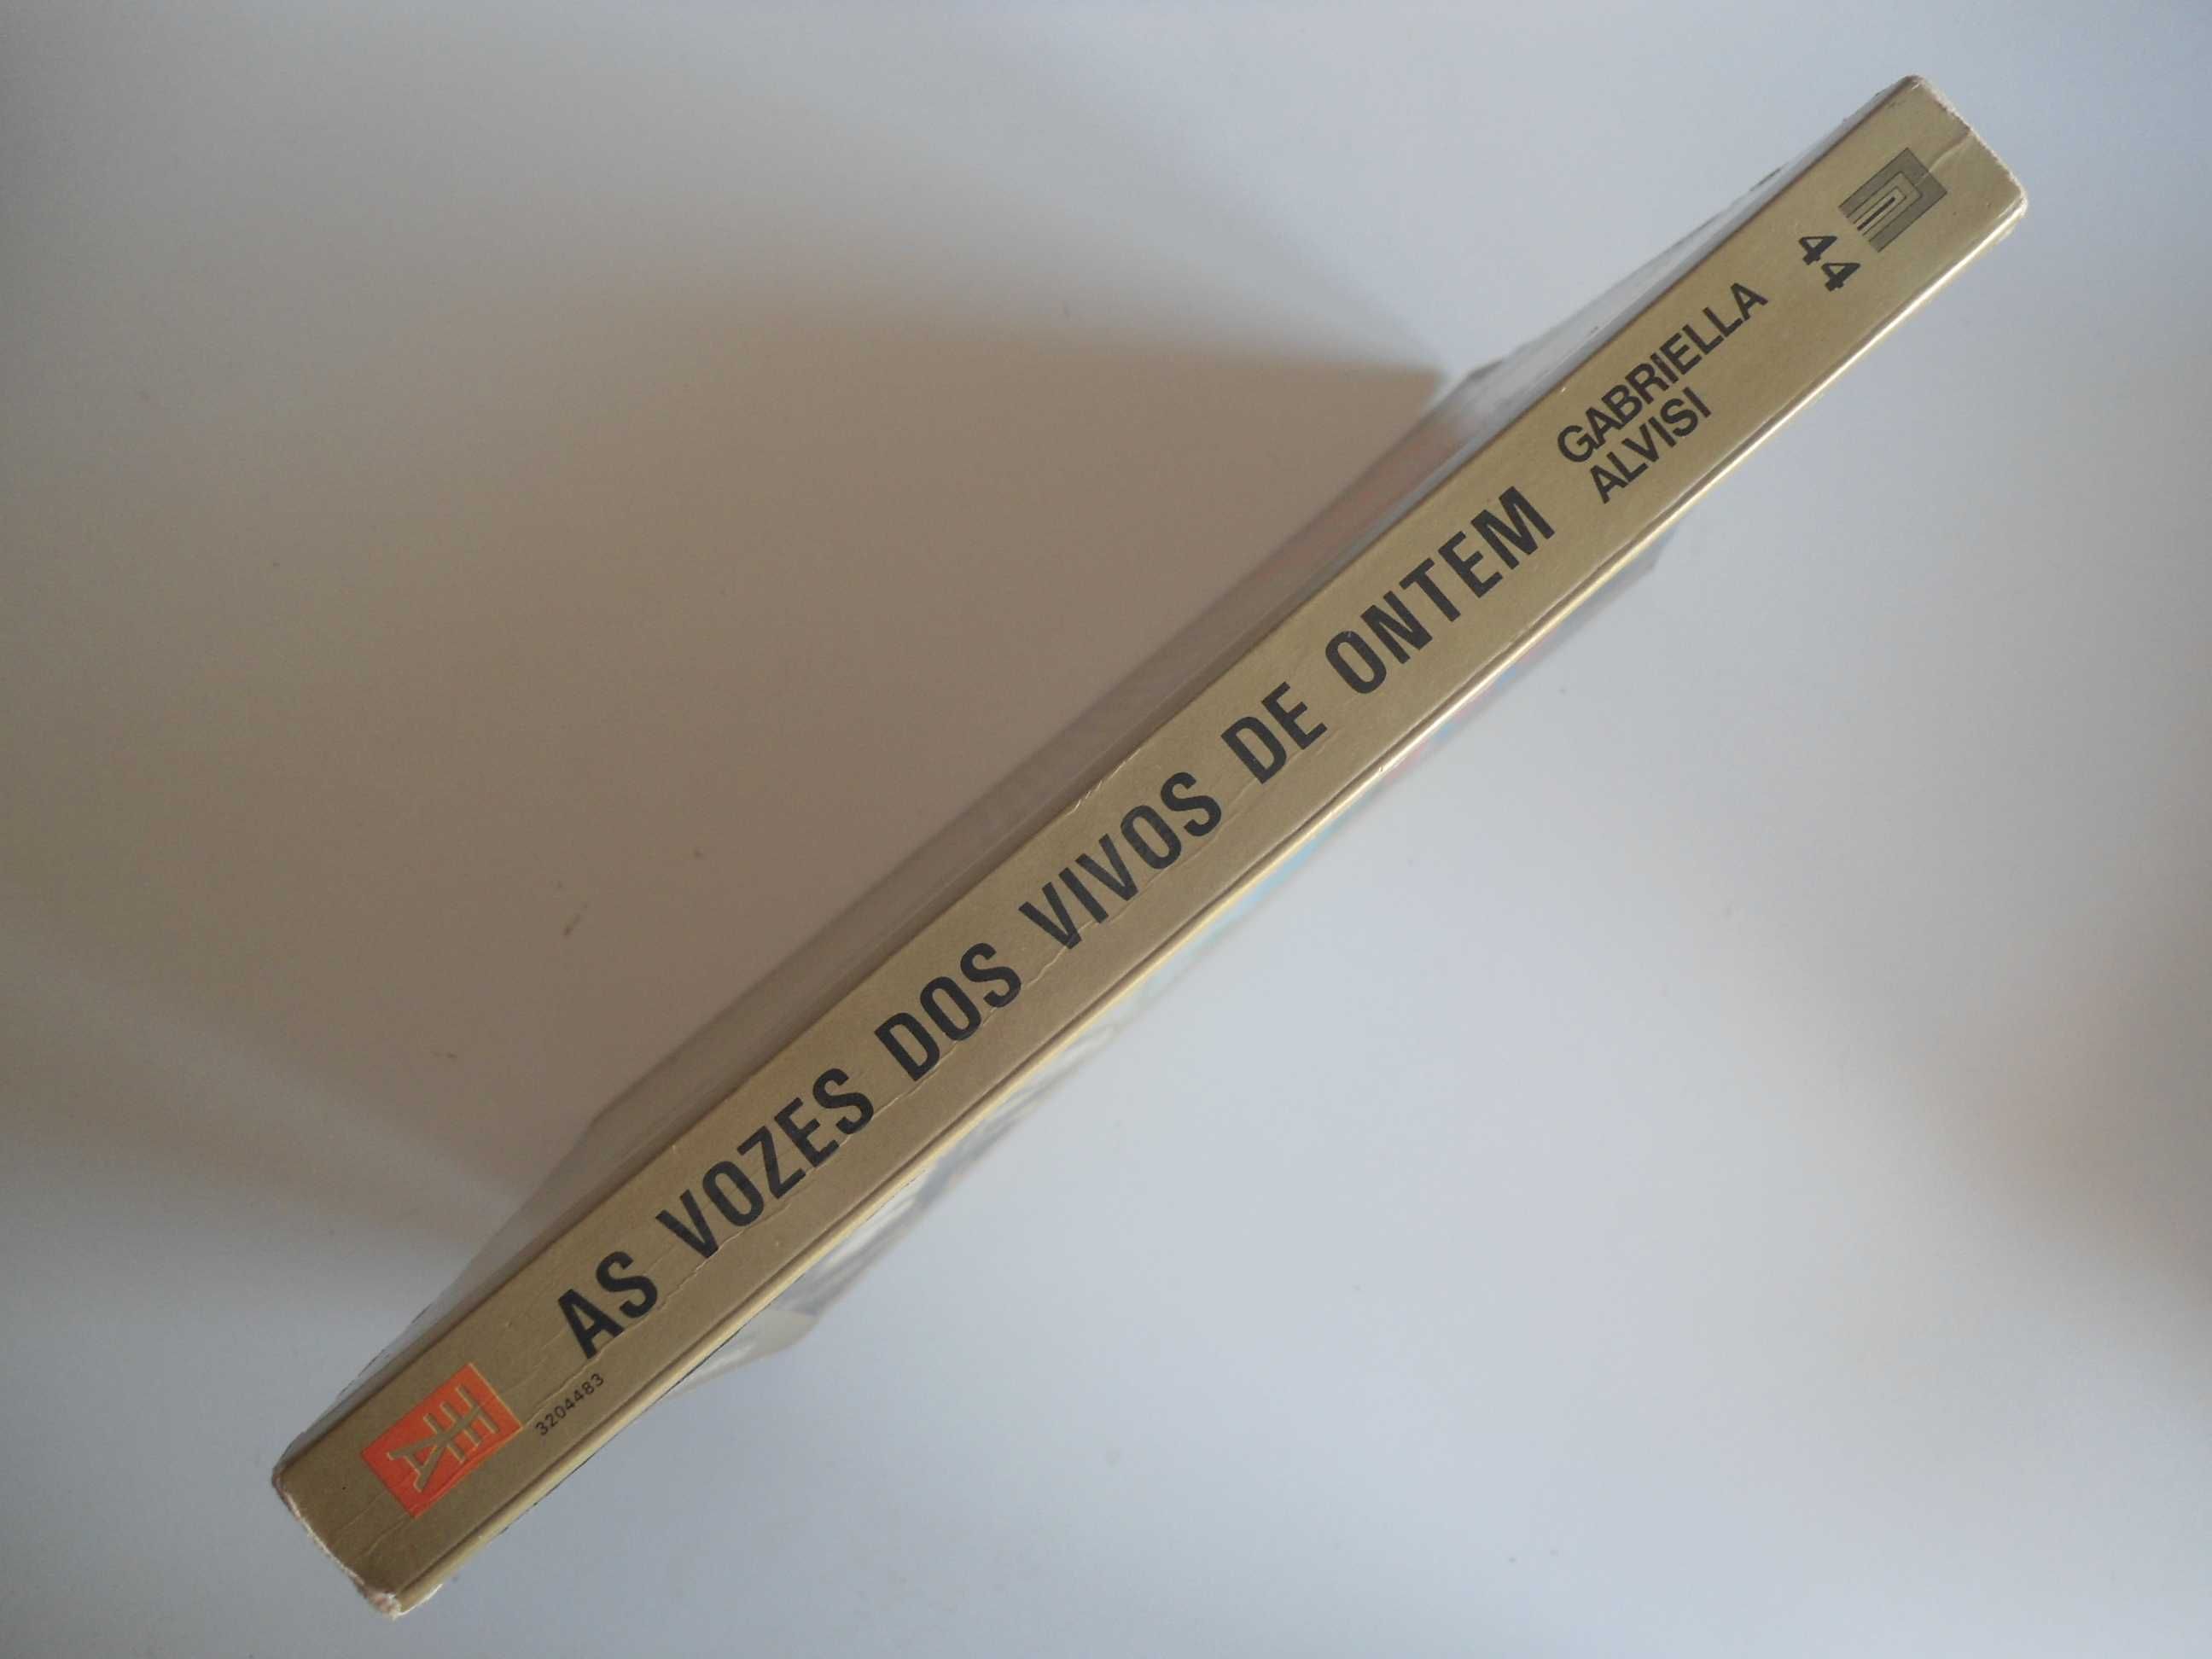 AS VOZES DOS VIVOS DE ONTEM
GABRIELLA
ALVISI
44
3204483